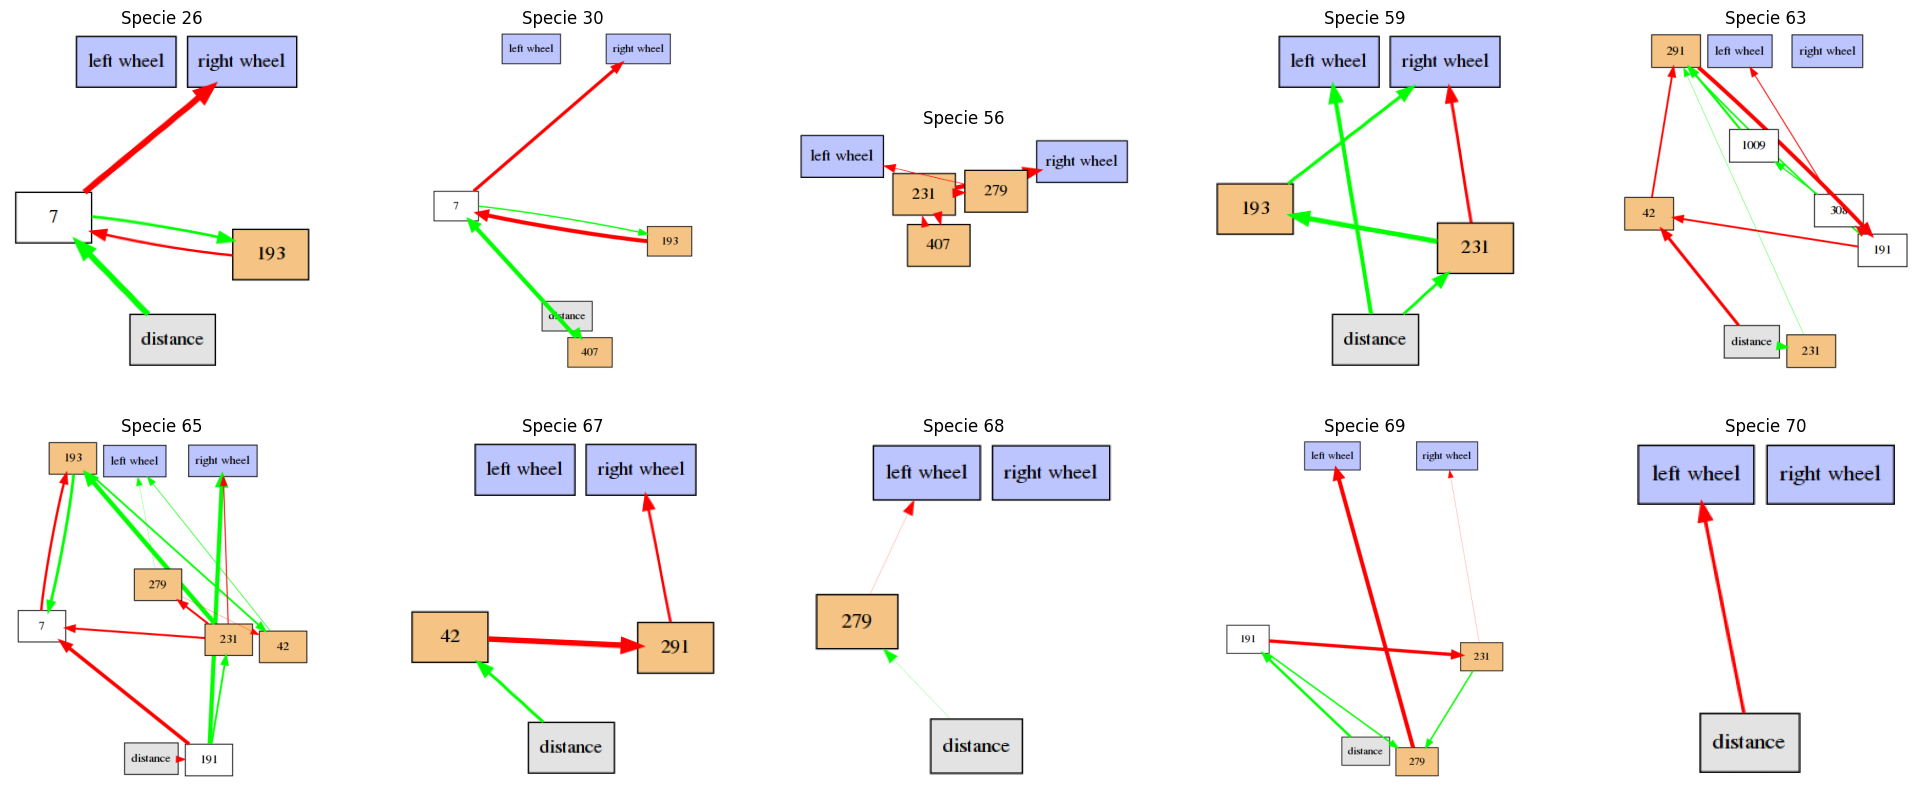 Specie 26
left wheel right wheel
7
193
distance
Specie 30
left wheel right wheel
7
193
distance
407
Specie 56
left wheel right wheel
231 279
407
Specie 59
left wheel right wheel
193
231
distance
Specie 63
291 left wheel right wheel
1009
42
191
distance
231
Specie 65
193 left wheel right wheel
279
7
231 42
distance 191
Specie 67
left wheel right wheel
42
291
distance
Specie 68
left wheel right wheel
279
distance
Specie 69
left wheel right wheel
191
231
distance
279
Specie 70
left wheel right wheel
distance